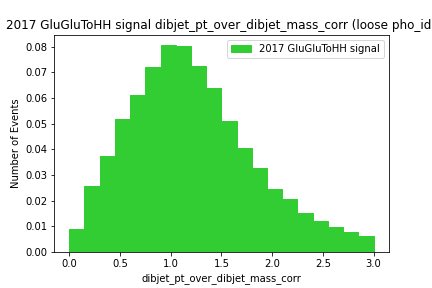 2017 GluGluToHH signal dibjet_pt_over_dibjet_mass_corr (loose pho_id
2017 GluGluToHH signal
Number of Events
0.08
0.07
0.06
0.05
0.04
0.03
0.02
0.01
0.00
0.0 0.5 1.0 1.5 2.0 2.5 3.0
dibjet_pt_over_dibjet_mass_corr